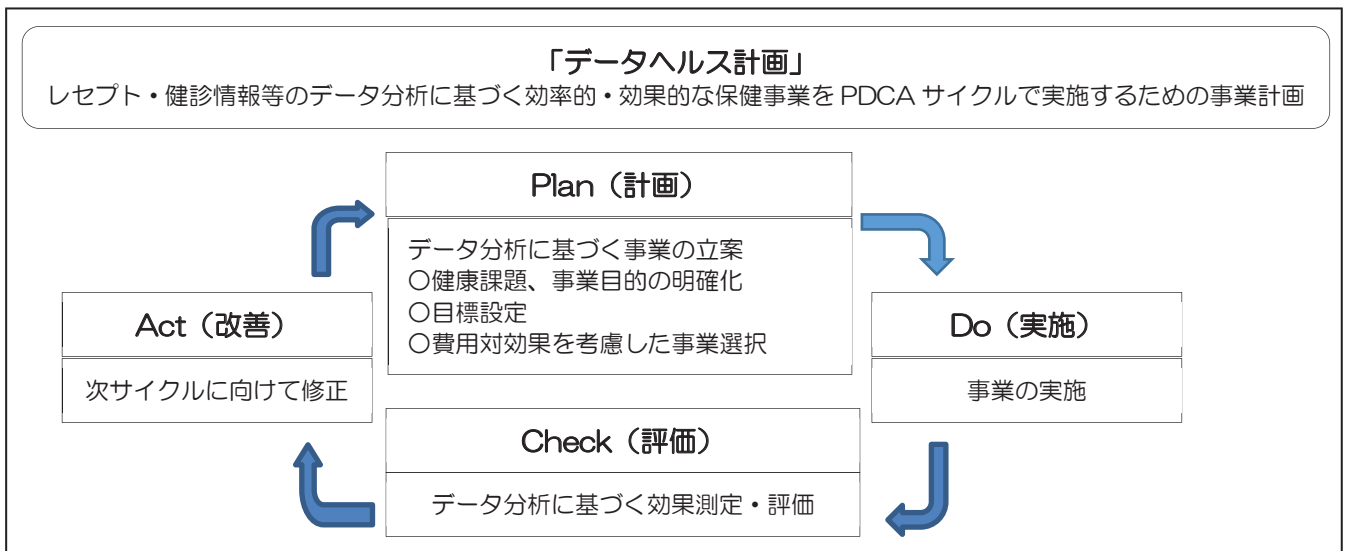 「データヘルス計画」
レセプト・健診情報等のデータ分析に基づく効率的・効果的な保健事業をPDCAサイクルで実施するための事業計画
Plan（計画）
データ分析に基づく事業の立案
○健康課題、事業目的の明確化
○目標設定
○費用対効果を考慮した事業選択
Do（実施）
事業の実施
Check（評価）
データ分析に基づく効果測定・評価
Act（改善）
次サイクルに向けて修正